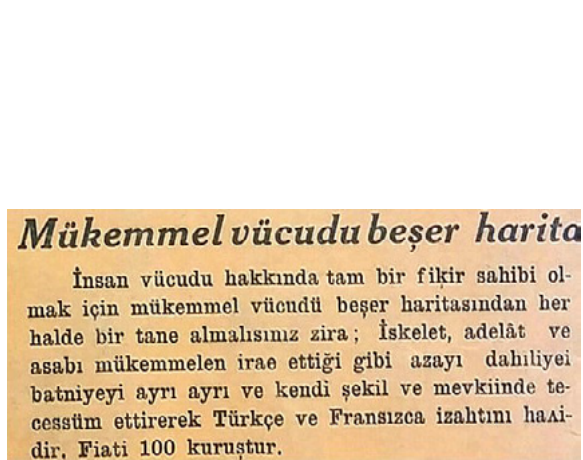 Mükemmel vücudu beşer harita
İnsan vücudu hakkında tam bir fikir sahibi ol-
mak için mükemmel vücudü beşer haritasından her
halde bir tane almalısınız zira; İskelet, adelât ve
asabı mükemmelen irae ettiği gibi azayı dahiliyei
batniyeyi ayrı ayrı ve kendi şekil ve mevkiinde te-
cessüm ettirerek Türkçe ve Fransızca izahtını havi-
dir. Fiati 100 kuruştur.